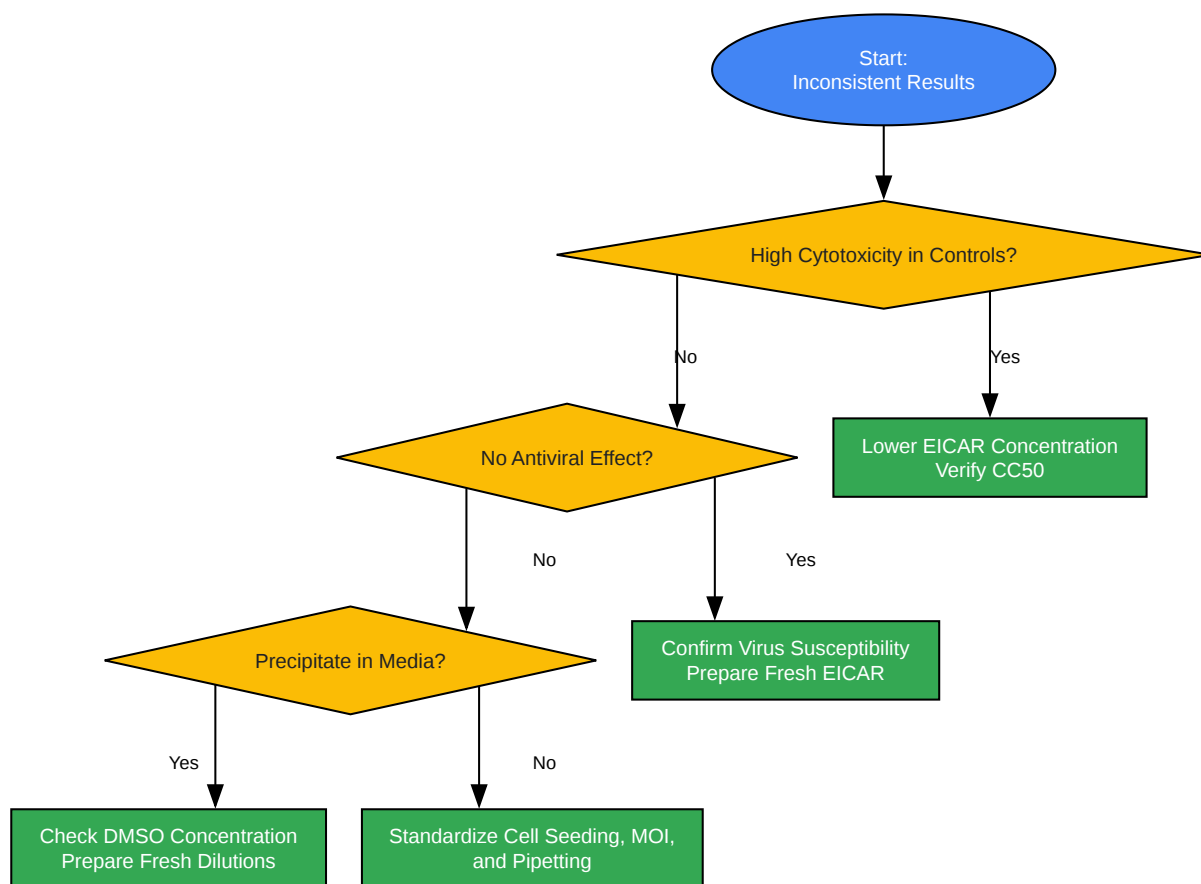 Start:
Inconsistent Results
High Cytotoxicity in Controls?
No
Yes
Lower EICAR Concentration
Verify CC50
No Antiviral Effect?
No
Yes
Confirm Virus Susceptibility
Prepare Fresh EICAR
Precipitate in Media?
Yes
No
Check DMSO Concentration
Prepare Fresh Dilutions
Standardize Cell Seeding, MOI,
and Pipetting